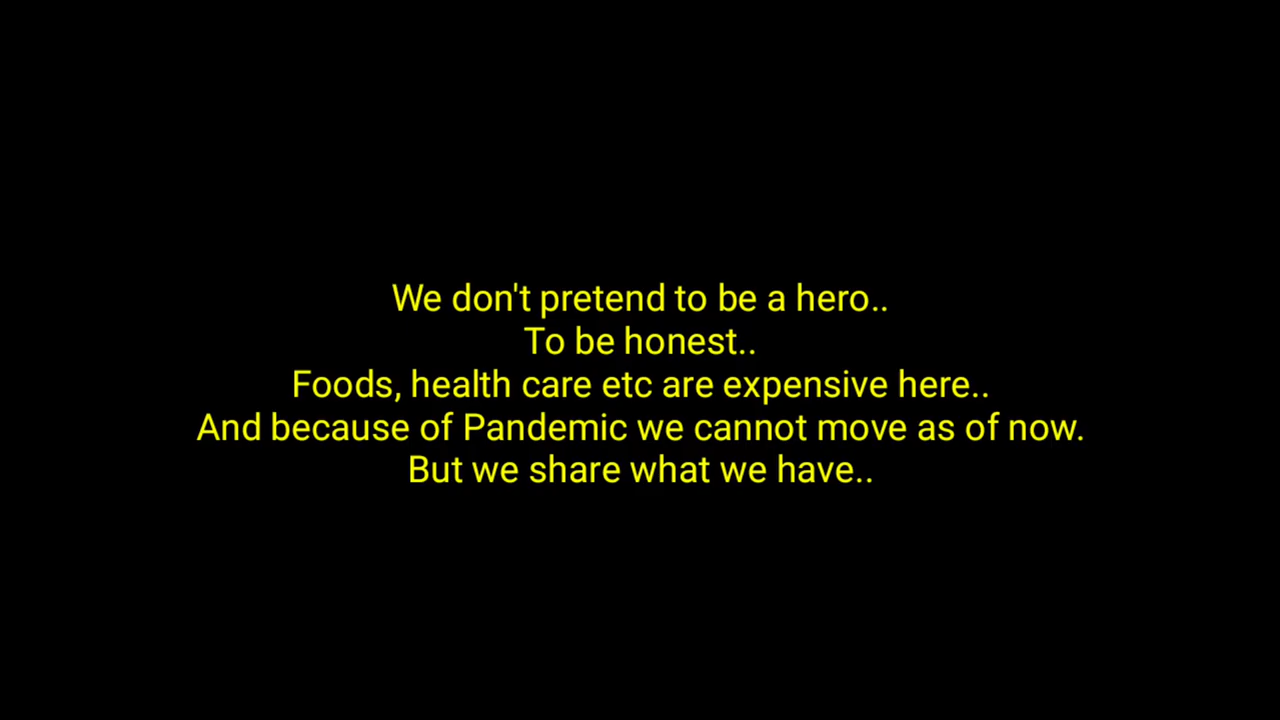 We don't pretend to be a hero..
To be honest..
Foods, health care etc are expensive here..
And because of Pandemic we cannot move as of now.
But we share what we have..